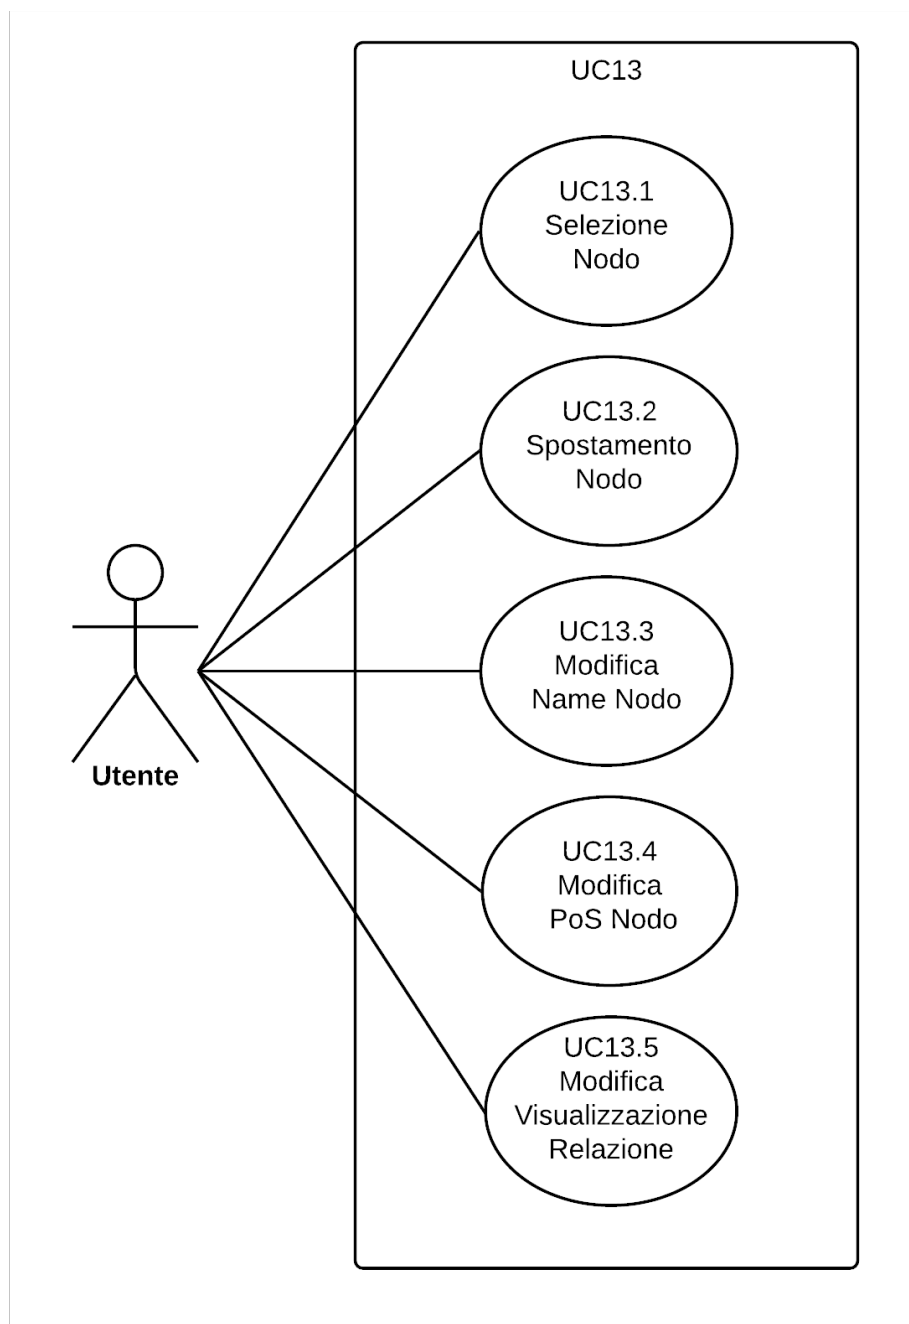 UC13
UC13.1
Selezione
Nodo
UC13.2
Spostamento
Nodo
UC13.3
Modifica
Name Nodo
Utente
UC13.4
Modifica
PoS Nodo
UC13.5
Modifica
Visualizzazione
Relazione